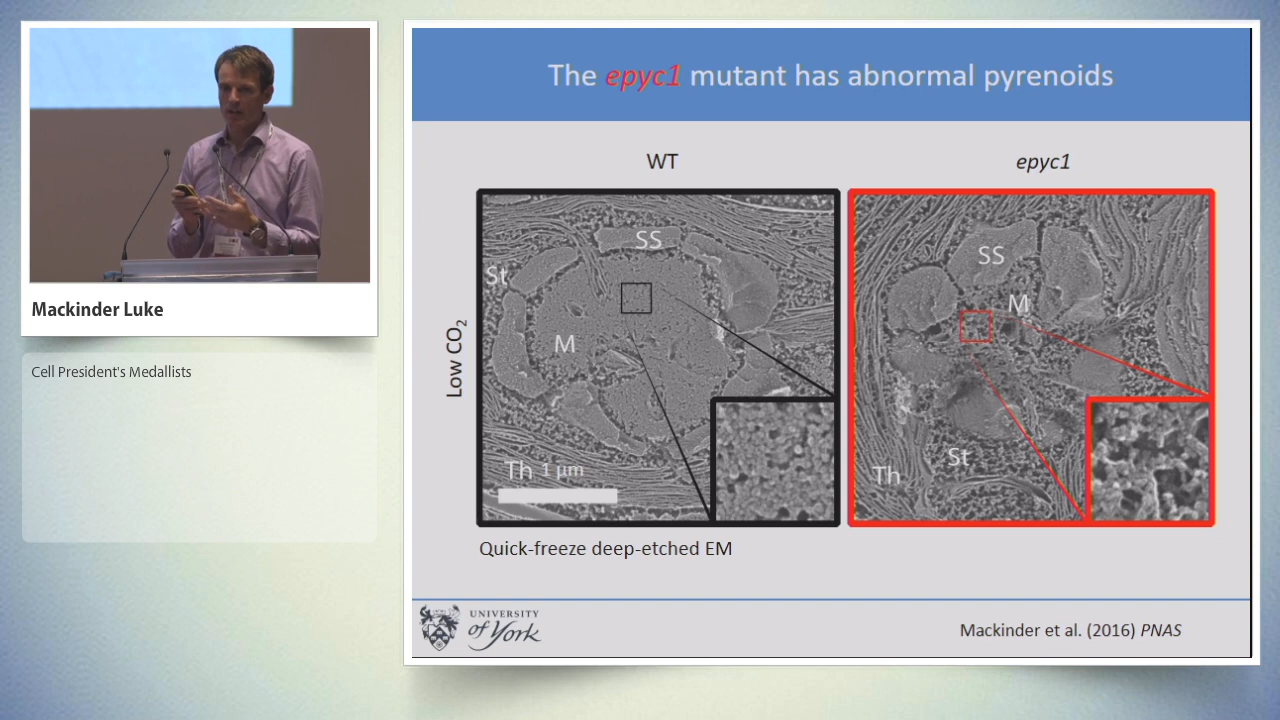 Mackinder Luke
Cell President's Medallists
The epyc1 mutant has abnormal pyrenoids
WT
epyc1
Low CO₂
SS
St
M
Th 1 μm
SS
M
St
Th
Quick-freeze deep-etched EM
UNIVERSITY
of York
Mackinder et al. (2016) PNAS